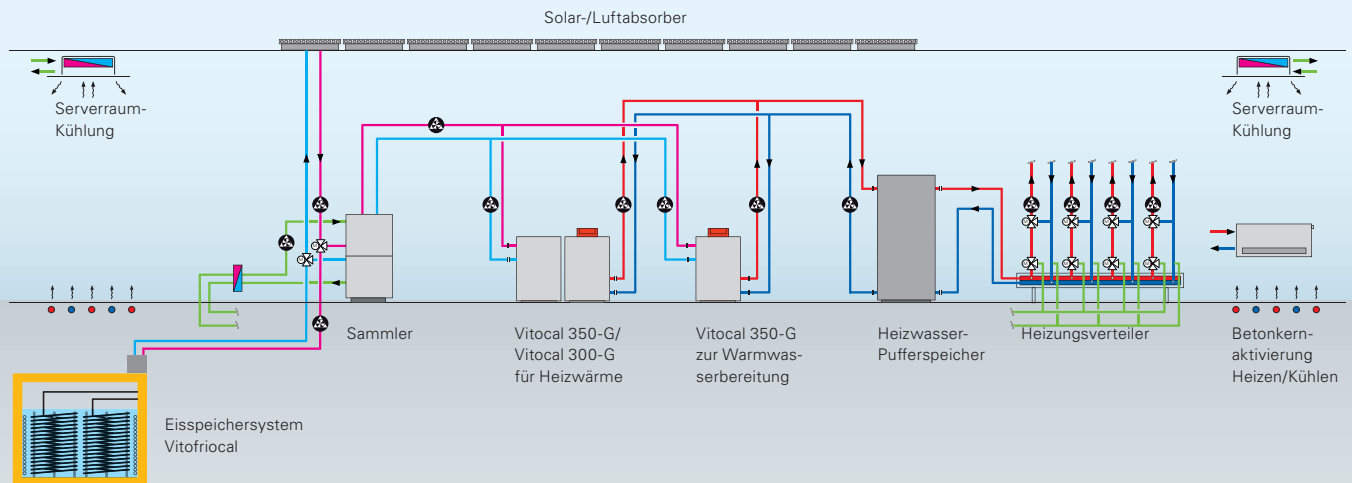 Solar-/Luftabsorber
Serverraum-
Kühlung
Serverraum-
Kühlung
Sammler
Vitocal 350-G/
Vitocal 300-G
für Heizwärme
Vitocal 350-G
zur Warmwas-
serbereitung
Heizwasser-
Pufferspeicher
Heizungsverteiler
Betonkern-
aktivierung
Heizen/Kühlen
Eisspeichersystem
Vitofriocal